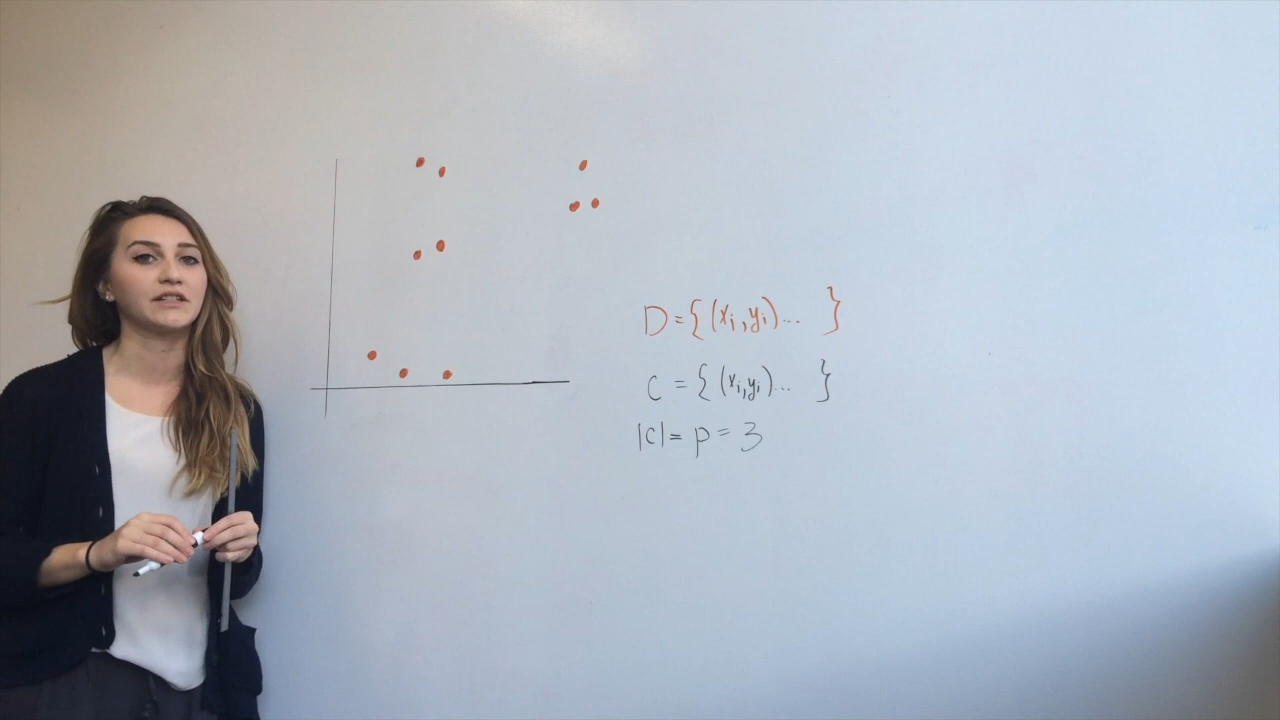 D = {(xi, yi)... }
C = {(xi, yi)... }
|C| = p = 3